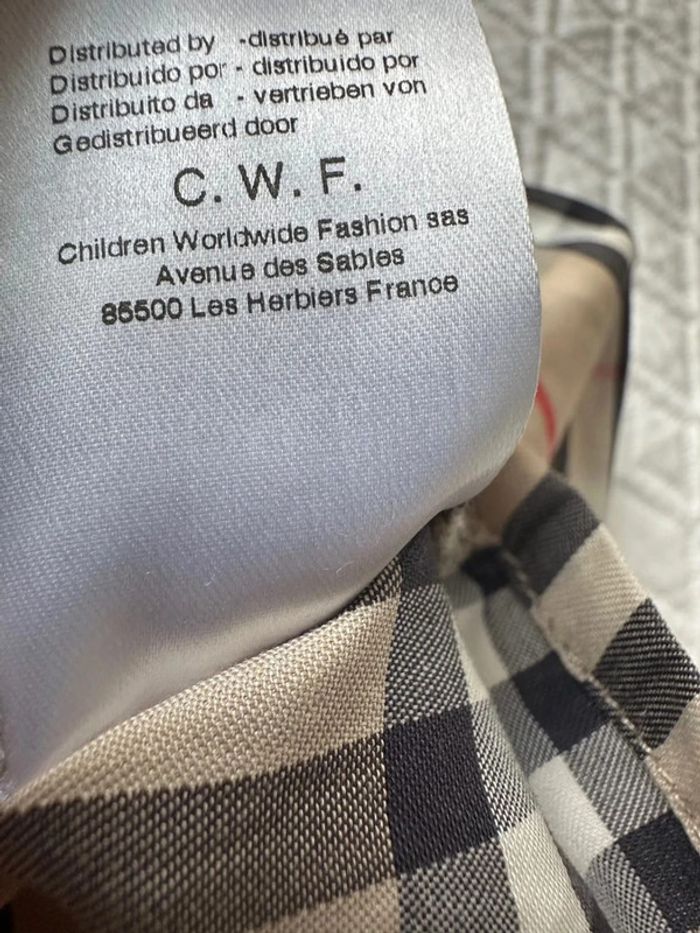 Distributed by -distribué par
Distribuido por - distribuido por
Distribuito da - vertrieben von
Gedistribueerd door
C. W. F.
Children Worldwide Fashion sas
Avenue des Sables
85500 Les Herbiers France